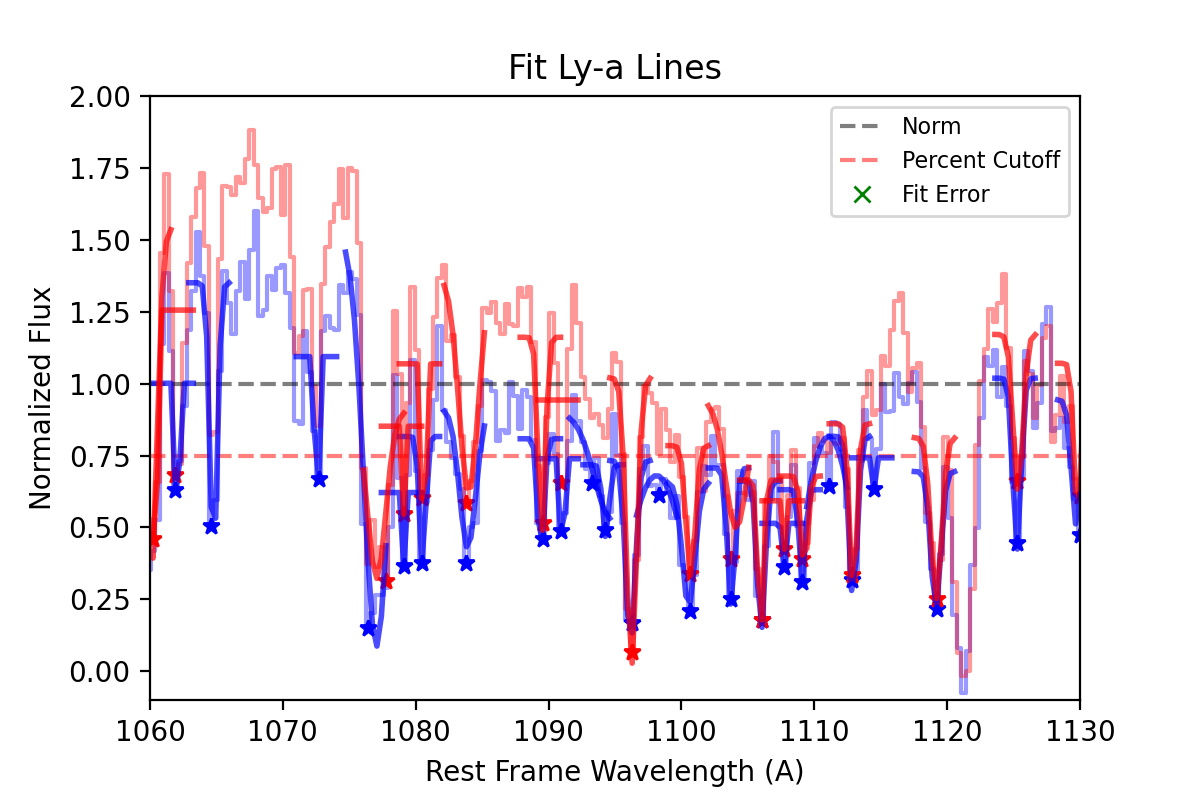 Fit Ly-a Lines
2.00
1.75
1.50
1.25
1.00
0.75
0.50
0.25
0.00
Normalized Flux
Norm
Percent Cutoff
Fit Error
1060 1070 1080 1090 1100 1110 1120 1130
Rest Frame Wavelength (A)